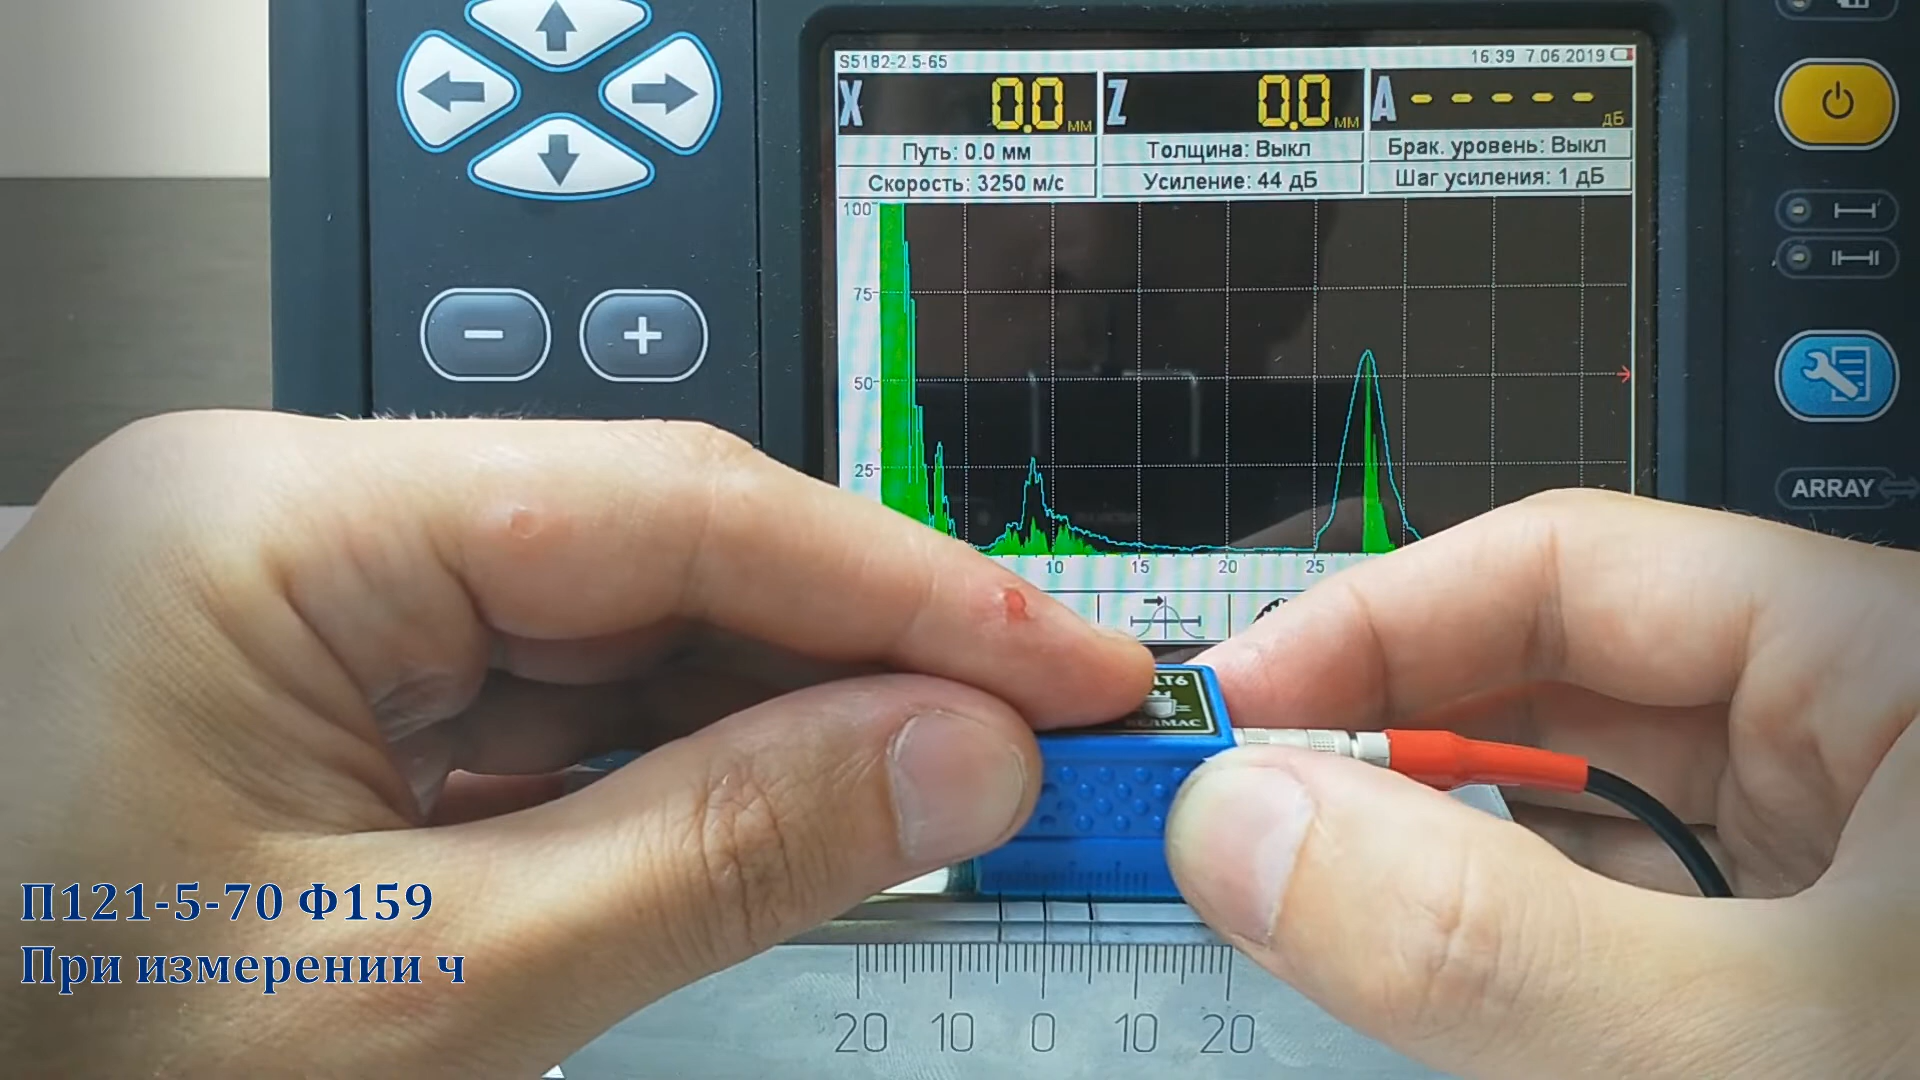 S5182-2.5-65
16:39 7.06.2019
X 0.0 мм
Z 0.0 мм
A - - - - - дБ
Путь: 0.0 мм
Толщина: Выкл
Брак. уровень: Выкл
Скорость: 3250 м/с
Усиление: 44 дБ
Шаг усиления: 1 дБ
100
75
50
25
10 15 20 25
ARRAY
LT6
П121-5-70 Ф159
При измерении ч
20 10 0 10 20